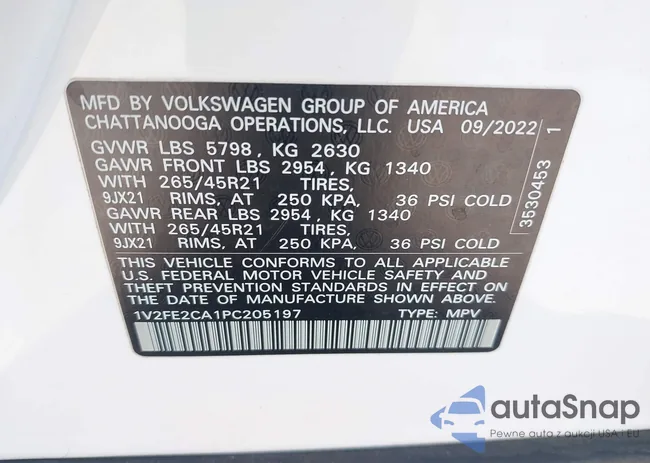 MFD BY VOLKSWAGEN GROUP OF AMERICA
CHATTANOOGA OPERATIONS, LLC. USA 09/2022
GVWR LBS 5798 , KG 2630
GAWR FRONT LBS 2954 , KG 1340
WITH 265/45R21 TIRES,
9JX21 RIMS, AT 250 KPA, 36 PSI COLD
GAWR REAR LBS 2954 , KG 1340
WITH 265/45R21 TIRES,
9JX21 RIMS, AT 250 KPA, 36 PSI COLD
THIS VEHICLE CONFORMS TO ALL APPLICABLE
U.S. FEDERAL MOTOR VEHICLE SAFETY AND
THEFT PREVENTION STANDARDS
IN EFFECT ON THE
DATE OF MANUFACTURE SHOWN ABOVE.
1V2FE2CA1PC205197 TYPE: MPV
3530453 1
autaSnap
Pewne auta z aukcji USA i EU